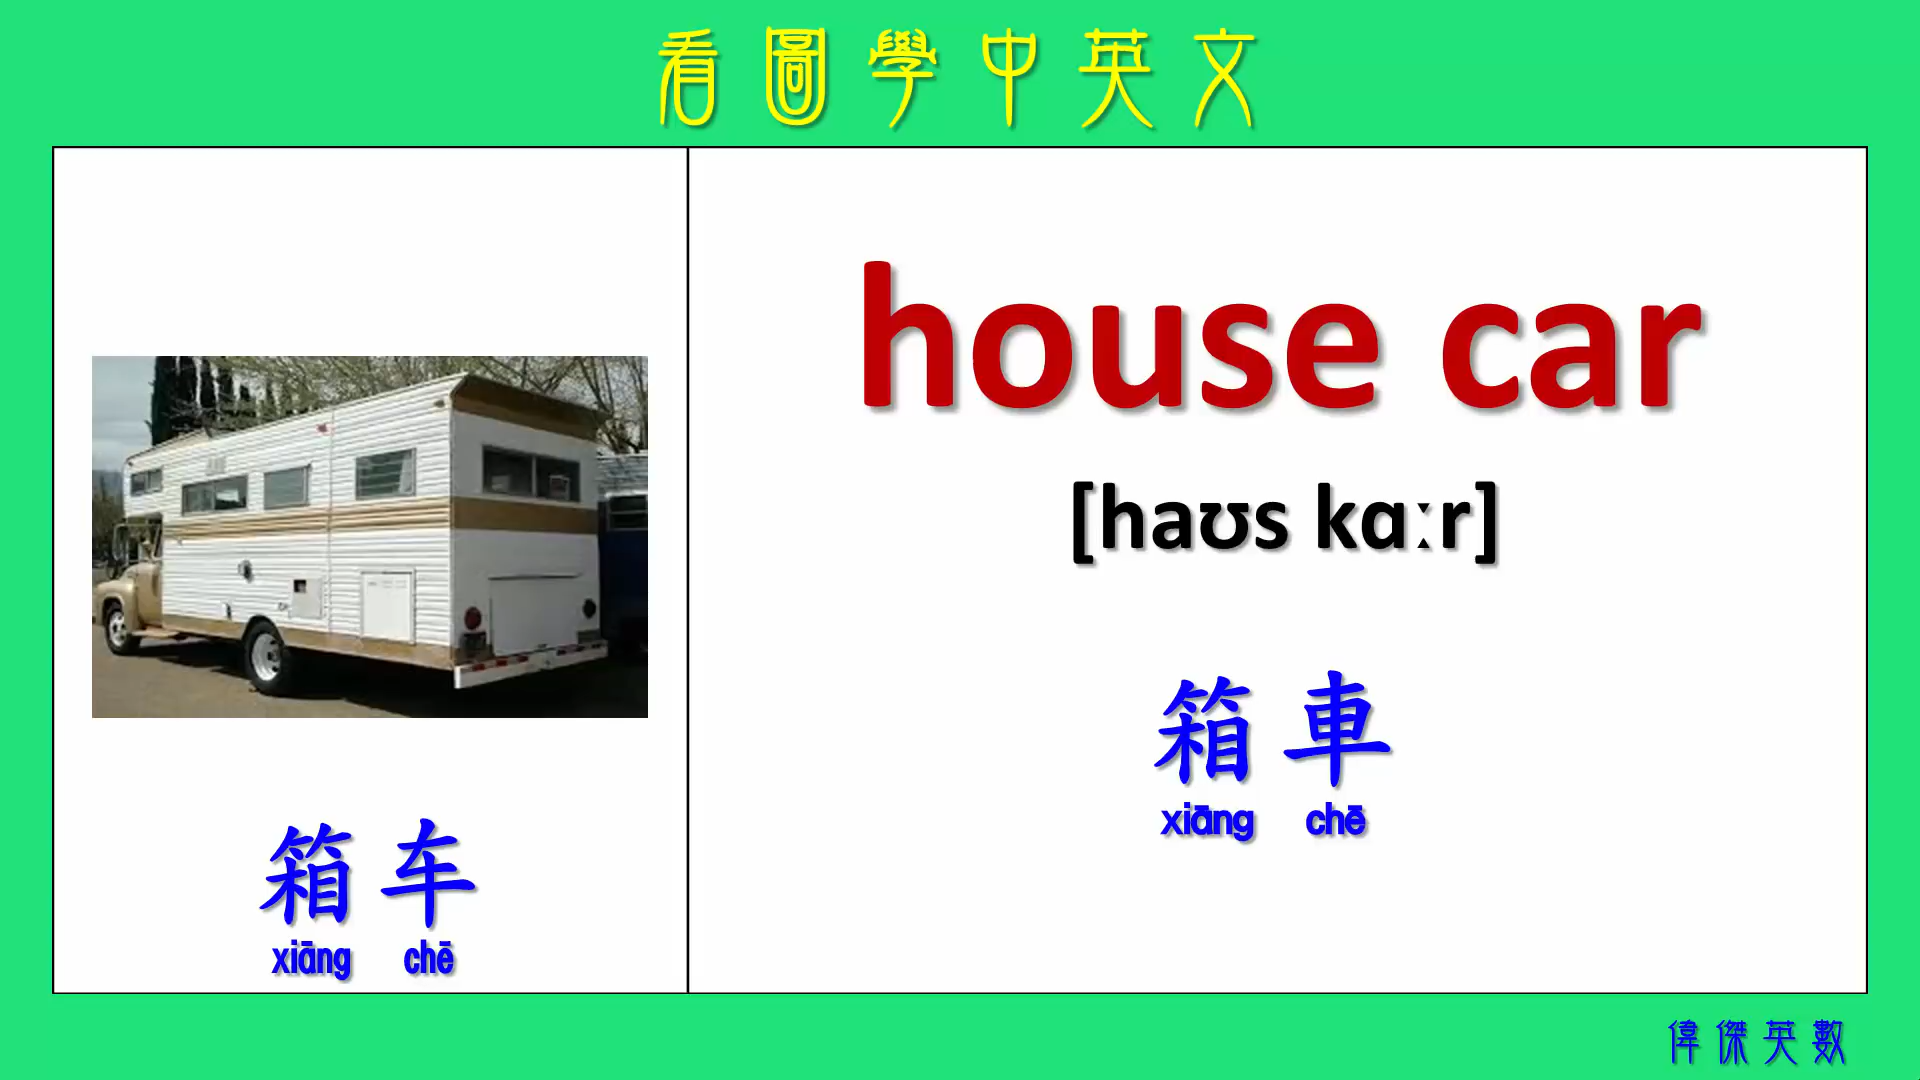 看圖學中英文
house car
[haʊs kɑːr]
箱車
xiāng chē
箱车
xiāng chē
偉傑英數